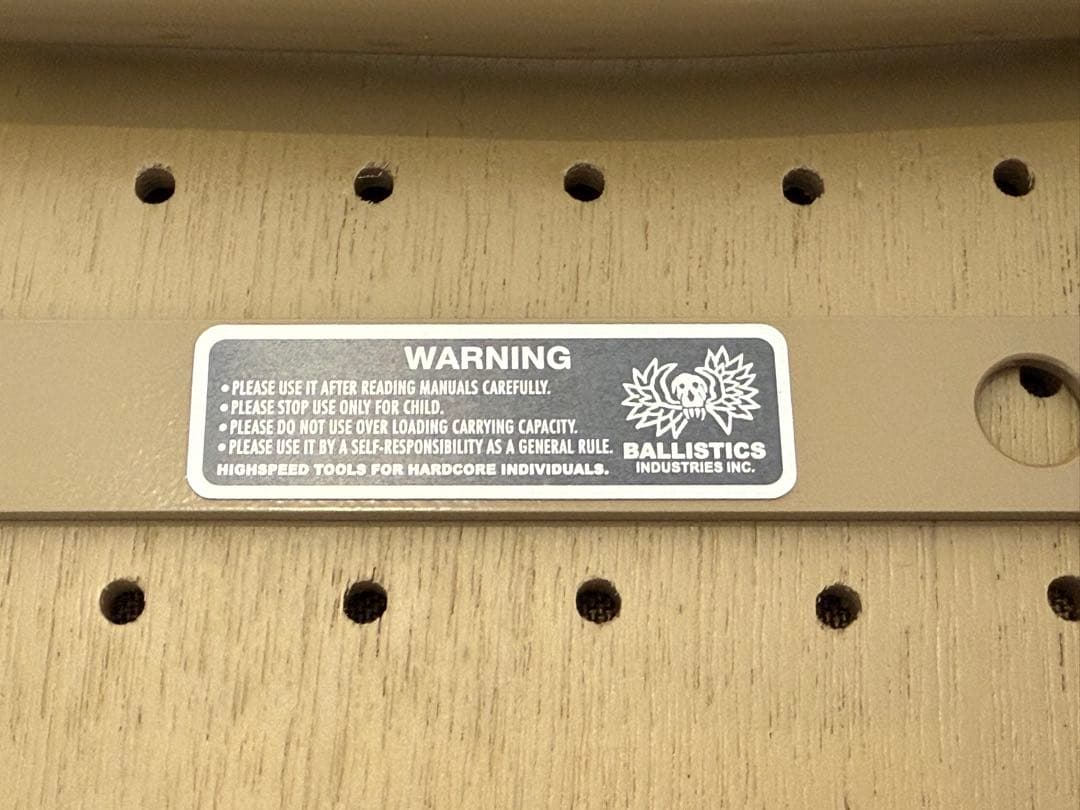 WARNING
•PLEASE USE IT AFTER READING MANUALS CAREFULLY.
•PLEASE STOP USE ONLY FOR CHILD.
•PLEASE DO NOT USE OVER LOADING CARRYING CAPACITY.
•PLEASE USE IT BY A SELF-RESPONSIBILITY AS A GENERAL RULE.
HIGHSPEED TOOLS FOR HARDCORE INDIVIDUALS.
BALLISTICS
INDUSTRIES INC.